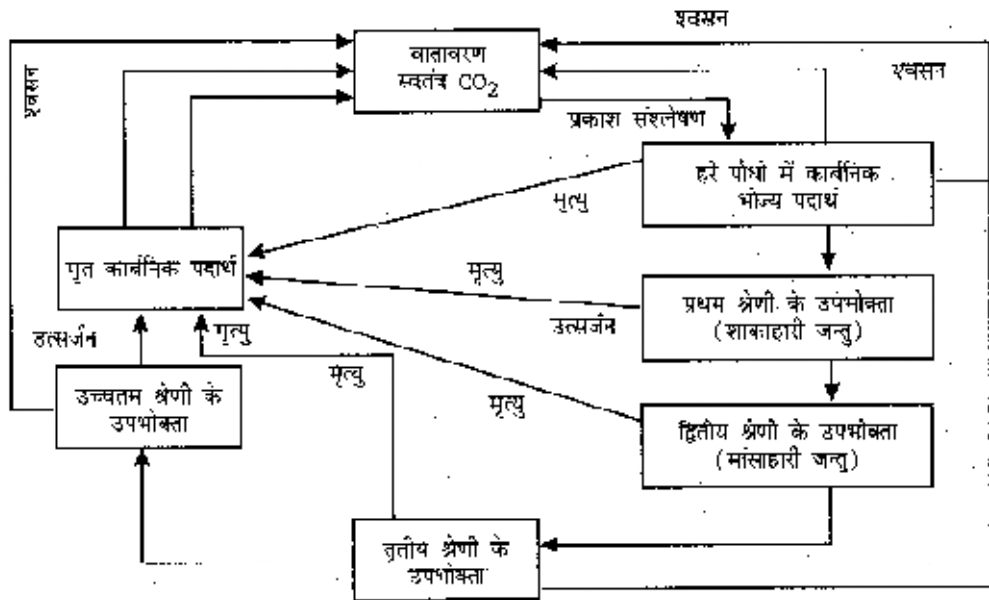 श्वसन
वातावरण
स्वतंत्र CO2
श्वसन
श्वसन
प्रकाश संश्लेषण
हरे पौधों में कार्बनिक
भोज्य पदार्थ
मृत्यु
मृत कार्बनिक पदार्थ
मृत्यु
प्रथम श्रेणी के उपभोक्ता
(शाकाहारी जन्तु)
उत्सर्जन
उत्सर्जन
मृत्यु
मृत्यु
मृत्यु
उच्चतम श्रेणी के
उपभोक्ता
द्वितीय श्रेणी के उपभोक्ता
(मांसाहारी जन्तु)
तृतीय श्रेणी के
उपभोक्ता